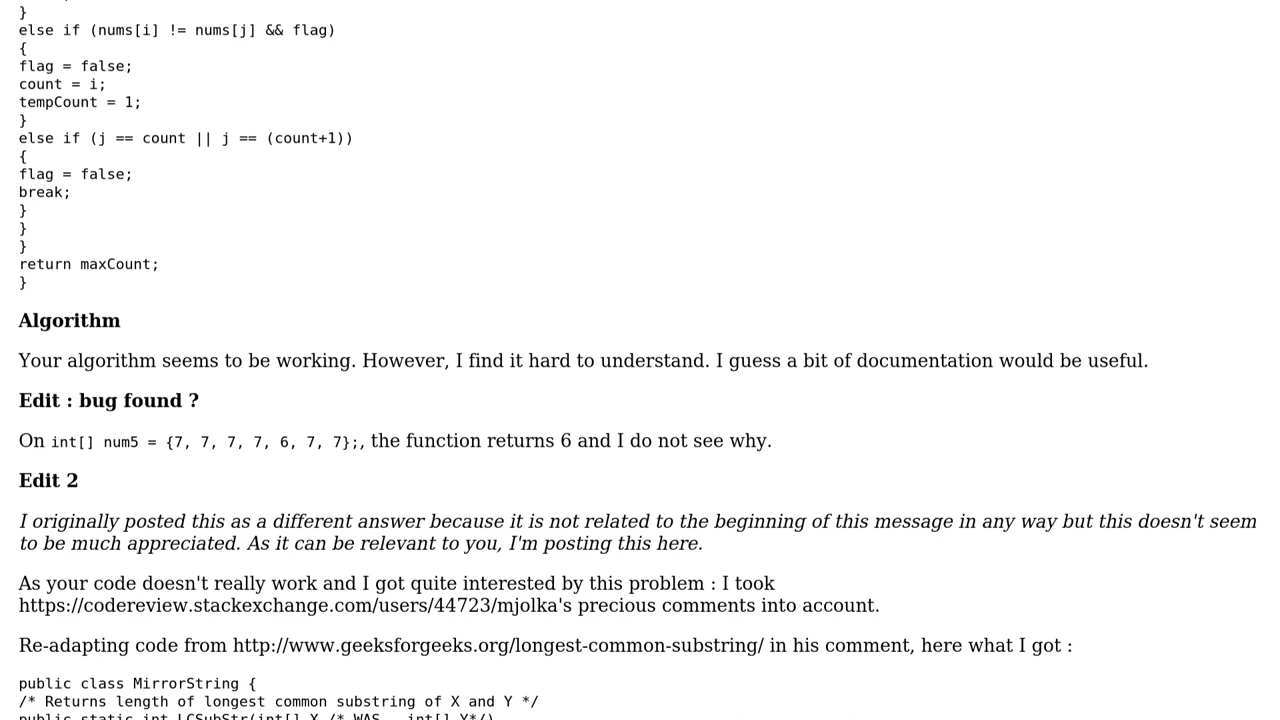 }
else if (nums[i] != nums[j] && flag)
{
flag = false;
count = i;
tempCount = 1;
}
else if (j == count || j == (count+1))
{
flag = false;
break;
}
}
}
return maxCount;
}
Algorithm
Your algorithm seems to be working. However, I find it hard to understand. I guess a bit of documentation would be useful.
Edit : bug found ?
On int[] num5 = {7, 7, 7, 7, 6, 7, 7};, the function returns 6 and I do not see why.
Edit 2
I originally posted this as a different answer because it is not related to the beginning of this message in any way but this doesn't seem
to be much appreciated. As it can be relevant to you, I'm posting this here.
As your code doesn't really work and I got quite interested by this problem : I took
https://codereview.stackexchange.com/users/44723/mjolka's precious comments into account.
Re-adapting code from http://www.geeksforgeeks.org/longest-common-substring/ in his comment, here what I got :
public class MirrorString {
/* Returns length of longest common substring of X and Y */
public static int LCSubStr(int[] X /* WAS , int[] Y*/)